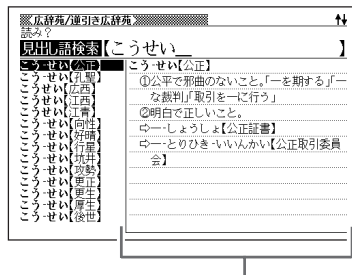 広辞苑/逆引き広辞苑
読み?
見出し語検索【こうせい__ 】
こう‐せい【公正】
こう‐せい【孔聖】
こうせい【広西】
こうせい【江西】
こうせい【江青】
こう‐せい【向性】
こう‐せい【好晴】
こう‐せい【行星】
こう‐せい【坑井】
こう‐せい【攻勢】
こう‐せい【更正】
こう‐せい【更生】
こう‐せい【厚生】
こう‐せい【後世】
こう‐せい【公正】
①公平で邪曲のないこと。「―を期する」「―
な裁判」「取引を―に行う」
②明白で正しいこと。
⇨―‐しょうしょ【公正証書】
⇨―‐とりひき‐いいんかい【公正取引委員
会】